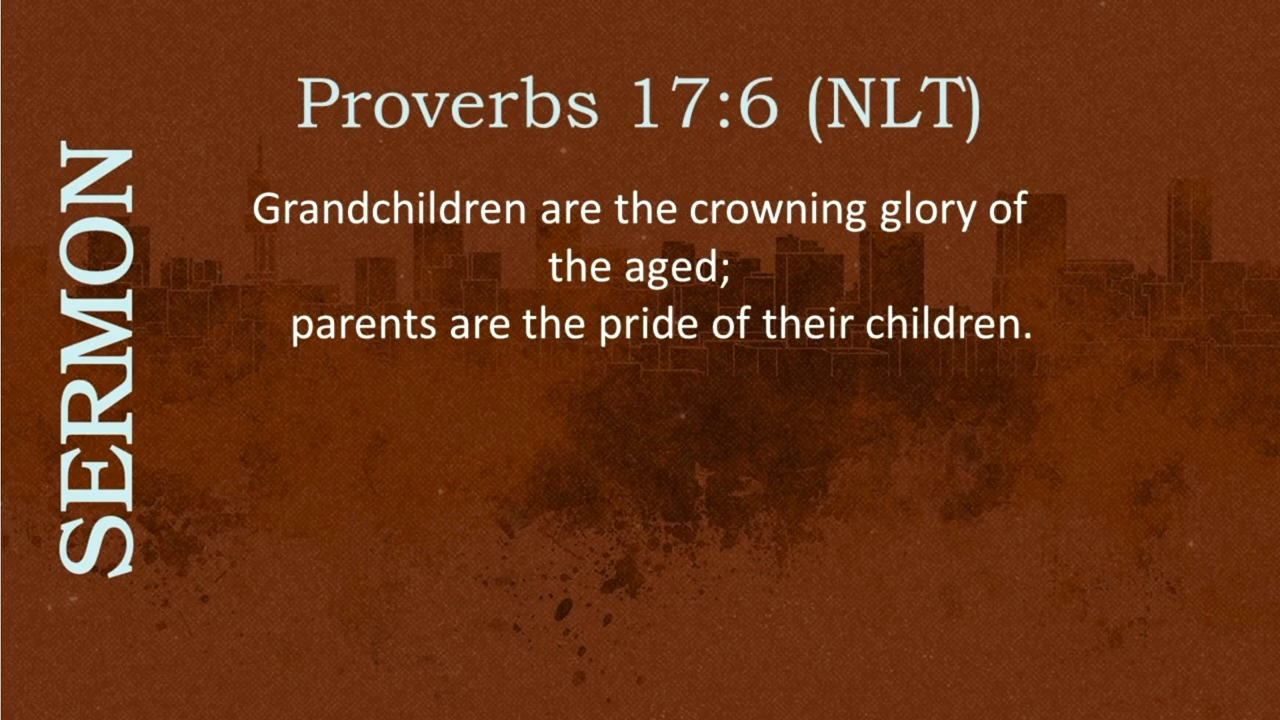 Proverbs 17:6 (NLT)
SERMON
Grandchildren are the crowning glory of
the aged;
parents are the pride of their children.